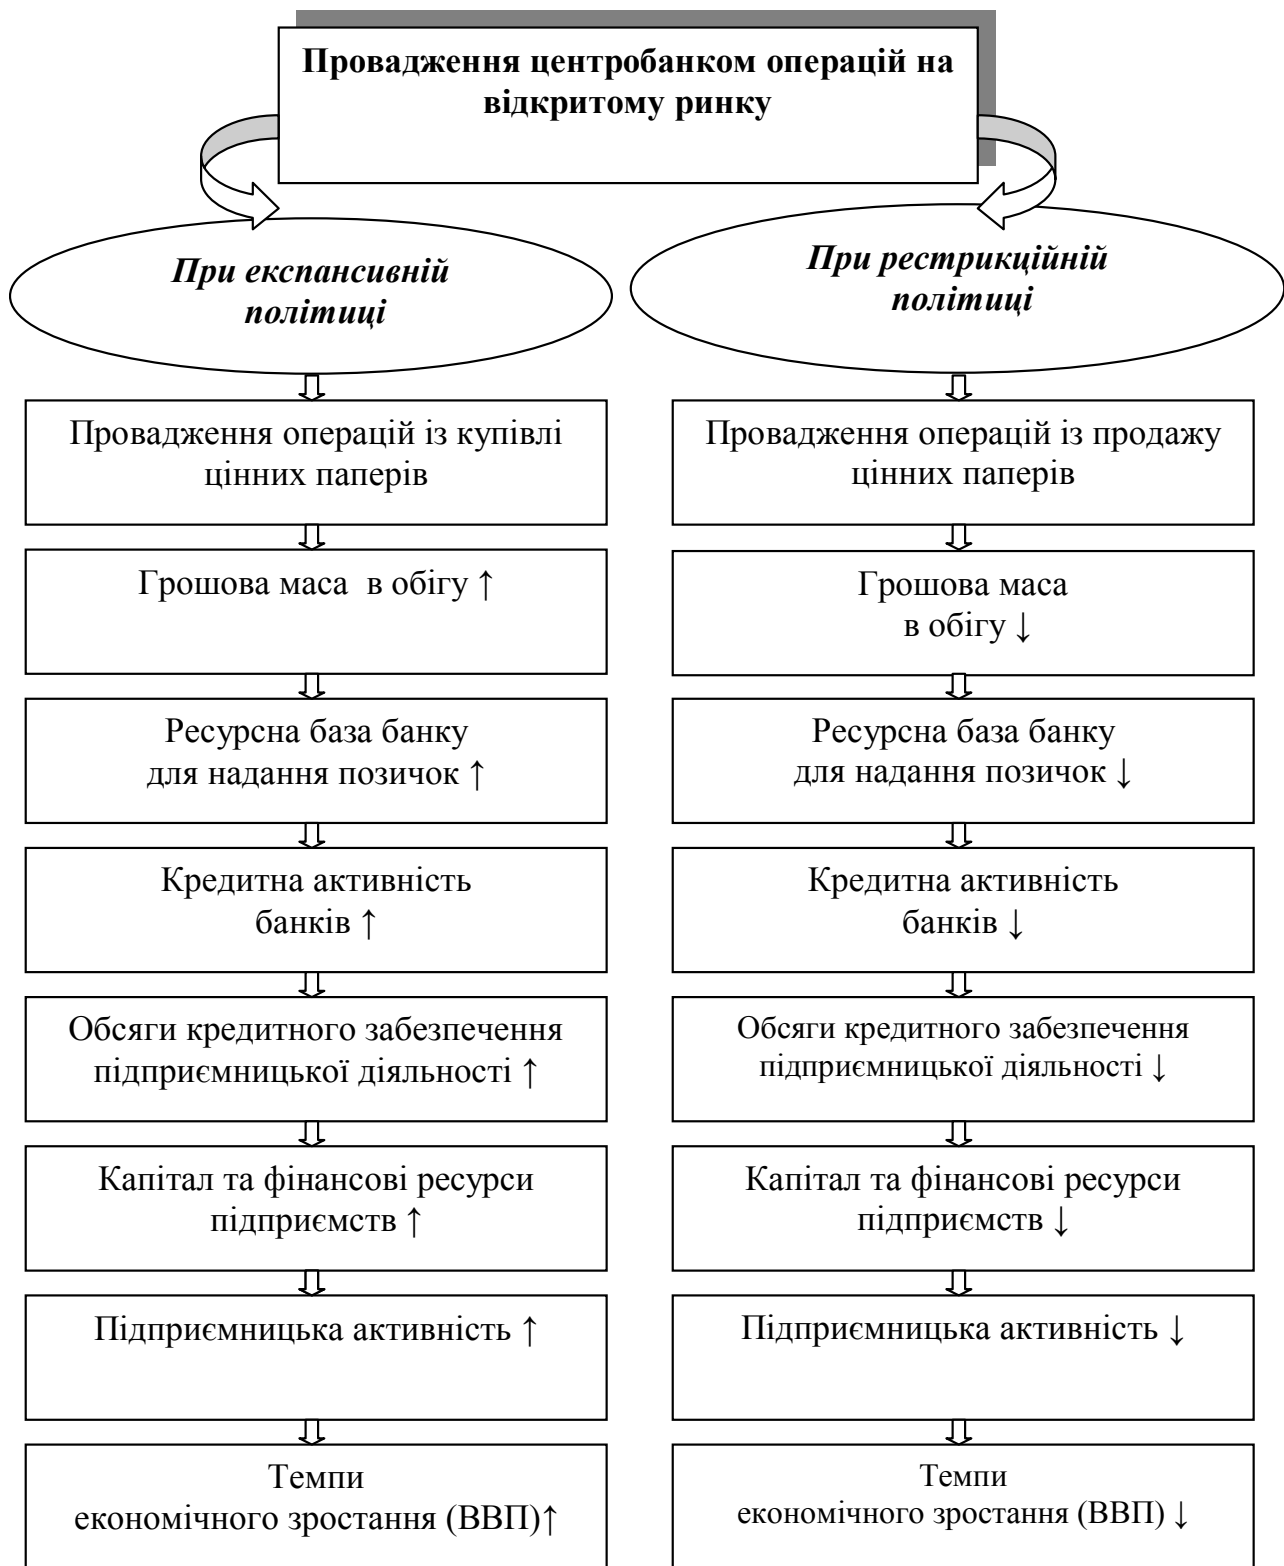 Провадження центробанком операцій на
відкритому ринку
При експансивній
політиці
При рестрикційній
політиці
Провадження операцій із купівлі
цінних паперів
Провадження операцій із продажу
цінних паперів
Грошова маса в обігу ↑
Грошова маса
в обігу ↓
Ресурсна база банку
для надання позичок ↑
Ресурсна база банку
для надання позичок ↓
Кредитна активність
банків ↑
Кредитна активність
банків ↓
Обсяги кредитного забезпечення
підприємницької діяльності ↑
Обсяги кредитного забезпечення
підприємницької діяльності ↓
Капітал та фінансові ресурси
підприємств ↑
Капітал та фінансові ресурси
підприємств ↓
Підприємницька активність ↑
Підприємницька активність ↓
Темпи
економічного зростання (ВВП)↑
Темпи
економічного зростання (ВВП) ↓